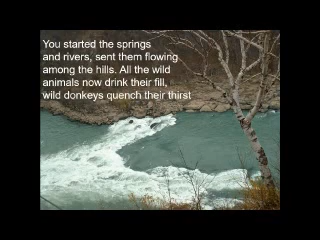 You started the springs
and rivers, sent them flowing
among the hills. All the wild
animals now drink their fill,
wild donkeys quench their thirst